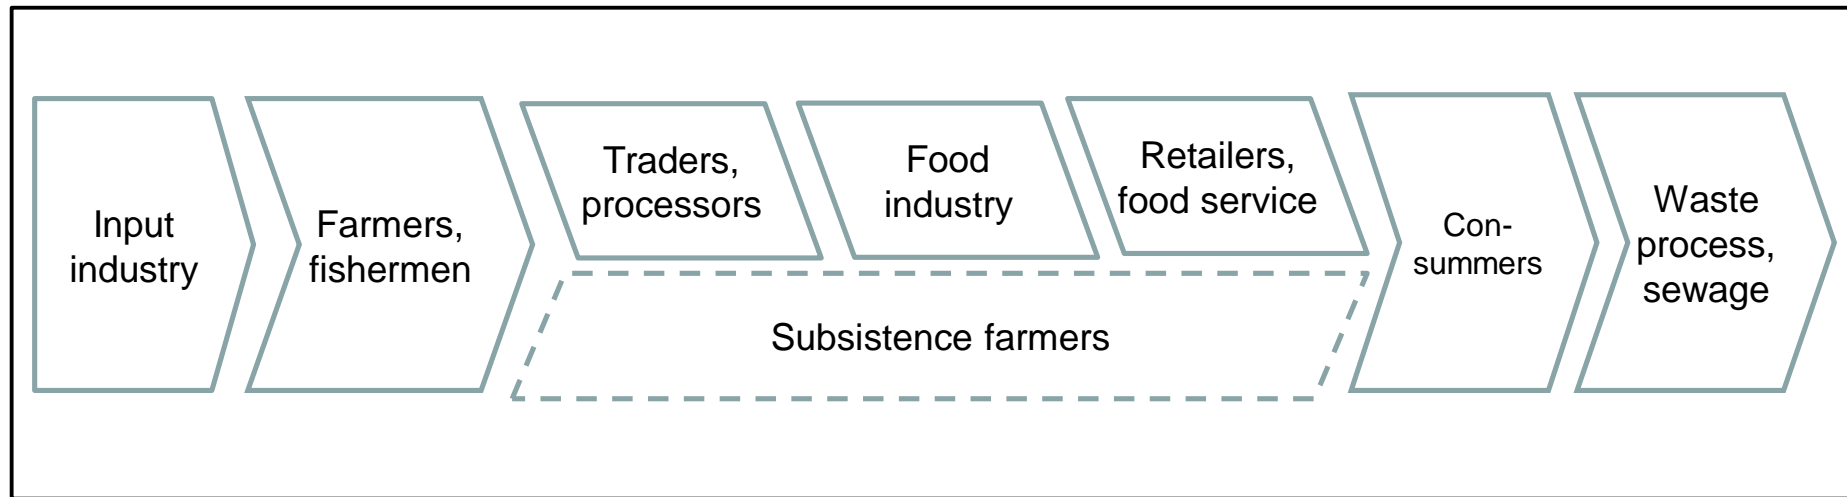 Input
industry
Farmers,
fishermen
Traders,
processors
Food
industry
Retailers,
food service
Subsistence farmers
Con-
summers
Waste
process,
sewage